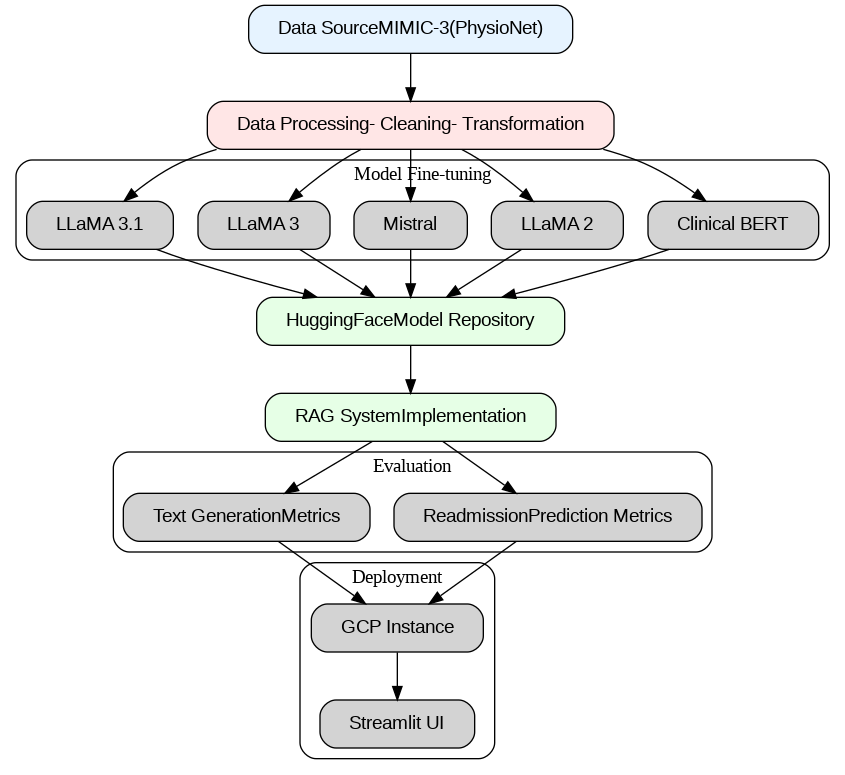 Data SourceMIMIC-3(PhysioNet)
Data Processing- Cleaning- Transformation
Model Fine-tuning
LLaMA 3.1
LLaMA 3
Mistral
LLaMA 2
Clinical BERT
HuggingFaceModel Repository
RAG SystemImplementation
Evaluation
Text GenerationMetrics
ReadmissionPrediction Metrics
Deployment
GCP Instance
Streamlit UI